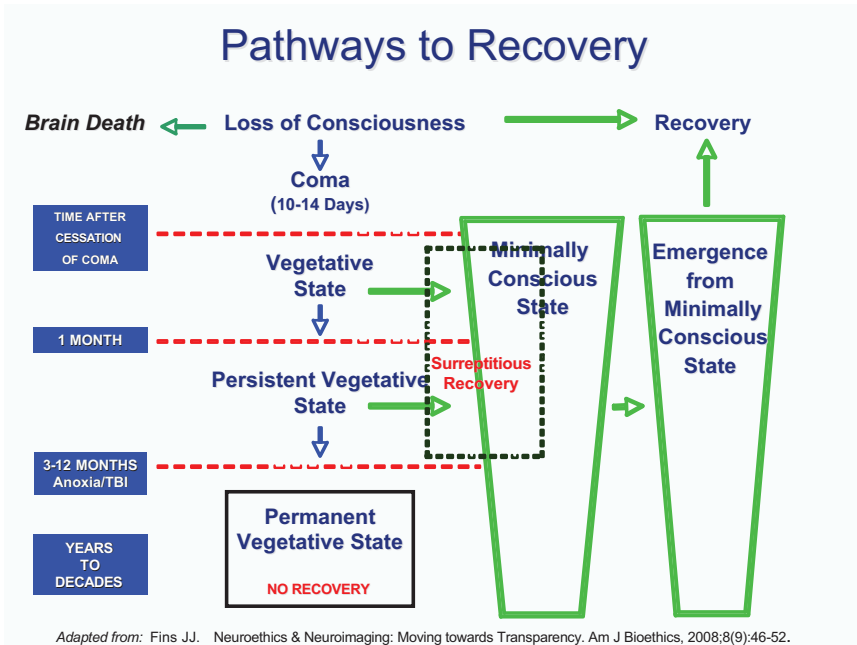 Pathways to Recovery
Brain Death
Loss of Consciousness
Recovery
Coma
(10-14 Days)
TIME AFTER
CESSATION
OF COMA
Vegetative
State
Minimally
Conscious
State
Emergence
from
Minimally
Conscious
State
1 MONTH
Surreptitious
Recovery
Persistent Vegetative
State
3-12 MONTHS
Anoxia/TBI
Permanent
Vegetative State
NO RECOVERY
YEARS
TO
DECADES
Adapted from: Fins JJ. Neuroethics & Neuroimaging: Moving towards Transparency. Am J Bioethics, 2008;8(9):46-52.